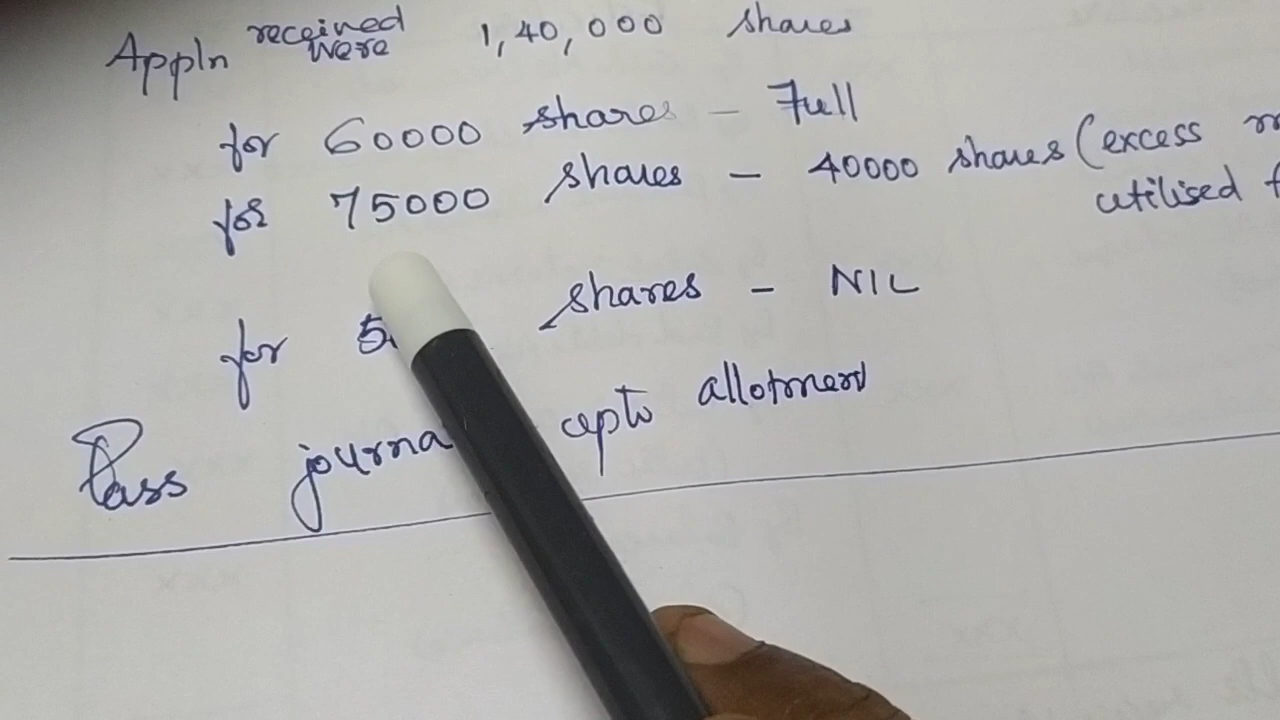 Appln received were 1,40,000 shares
for 60000 shares - Full
for 75000 shares - 40000 shares (excess
utilised
for shares - NIL
Pass upto allotment